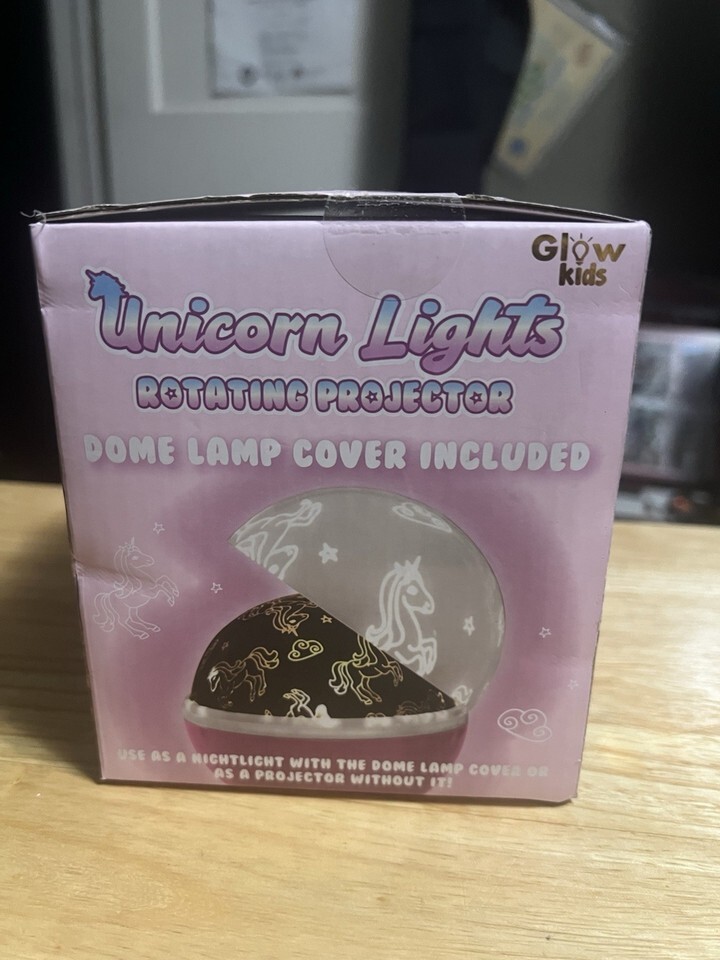 Glow
kids
Unicorn Lights
ROTATING PROJECTOR
DOME LAMP COVER INCLUDED
USE AS A NIGHTLIGHT WITH THE DOME LAMP COVER OR
AS A PROJECTOR WITHOUT IT!